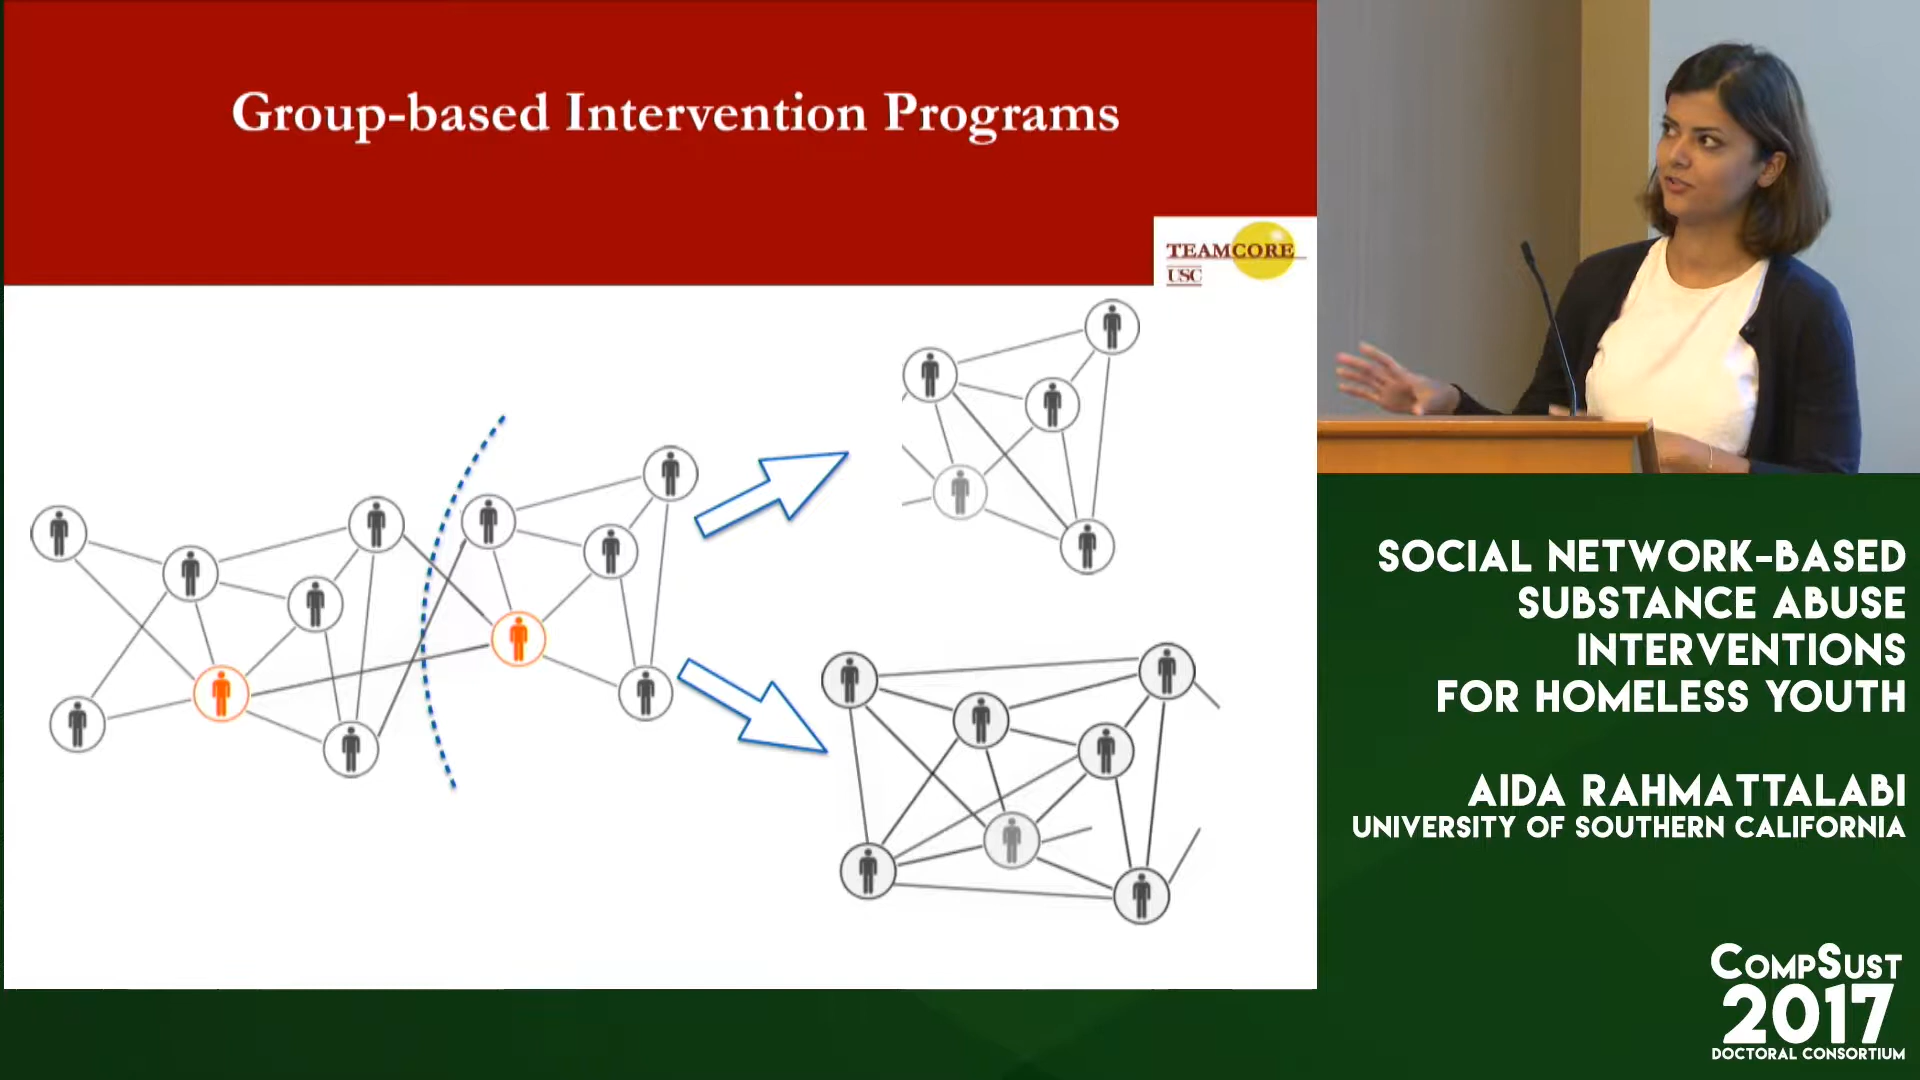 Group-based Intervention Programs
TEAMCORE
USC
SOCIAL NETWORK-BASED
SUBSTANCE ABUSE
INTERVENTIONS
FOR HOMELESS YOUTH
AIDA RAHMATTALABI
UNIVERSITY OF SOUTHERN CALIFORNIA
COMPSUST
2017
DOCTORAL CONSORTIUM